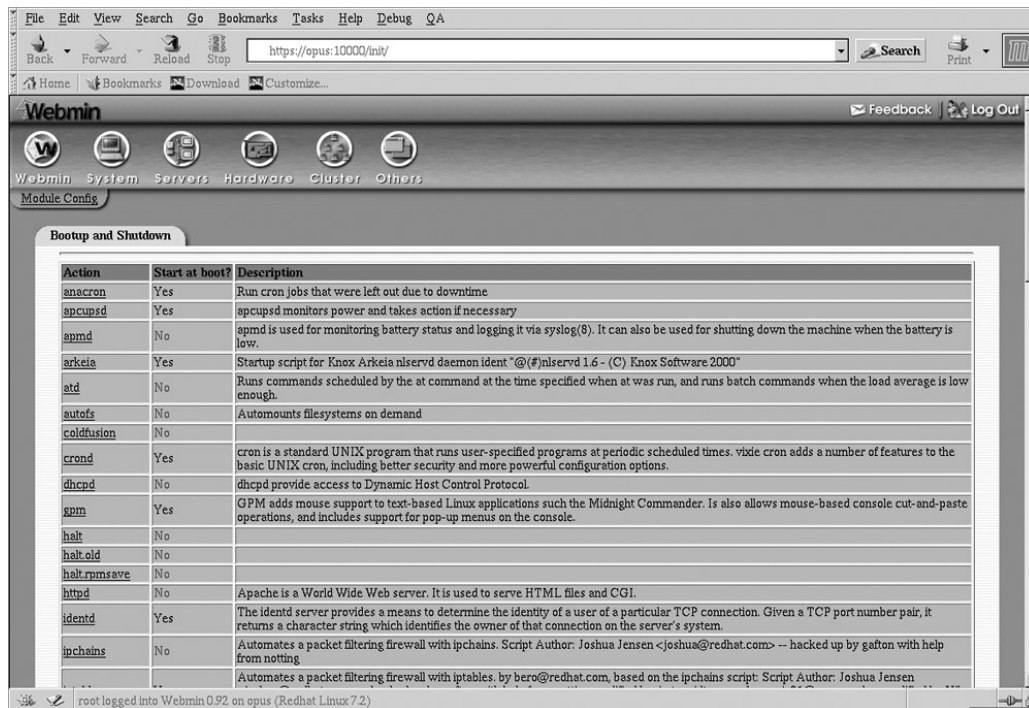 File Edit View Search Go Bookmarks Tasks Help Debug QA
Back Forward Reload Stop https://opus:10000/init/ Search Print
Home Bookmarks Download Customize...
Webmin Feedback Log Out
Webmin System Servers Hardware Cluster Others
Module Config
Bootup and Shutdown
Action Start at boot? Description
anacron Yes Run cron jobs that were left out due to downtime
apcupsd Yes apcupsd monitors power and takes action if necessary
apmd No apmd is used for monitoring battery status and logging it via syslog(8). It can also be used for shutting down the machine when the battery is
low.
arkeia Yes Startup script for Knox Arkeia nlservd daemon ident "@(#)nlservd 1.6 - (C) Knox Software 2000"
atd No Runs commands scheduled by the at command at the time specified when at was run, and runs batch commands when the load average is low
enough.
autofs No Automounts filesystems on demand
coldfusion No
crond Yes cron is a standard UNIX program that runs user-specified programs at periodic scheduled times. vixie cron adds a number of features to the
basic UNIX cron, including better security and more powerful configuration options.
dhcpd No dhcpd provide access to Dynamic Host Control Protocol.
gpm Yes GPM adds mouse support to text-based Linux applications such the Midnight Commander. Is also allows mouse-based console cut-and-paste
operations, and includes support for pop-up menus on the console.
halt No
halt.old No
halt.rpmsave No
httpd No Apache is a World Wide Web server. It is used to serve HTML files and CGI.
identd Yes The identd server provides a means to determine the identity of a user of a particular TCP connection. Given a TCP port number pair, it
returns a character string which identifies the owner of that connection on the server's system.
ipchains No Automates a packet filtering firewall with ipchains. Script Author: Joshua Jensen <joshua@redhat.com> -- hacked up by gafton with help
from notting
Automates a packet filtering firewall with iptables. by bero@redhat.com, based on the ipchains script: Script Author: Joshua Jensen
root logged into Webmin 0.92 on opus (Redhat Linux 7.2)